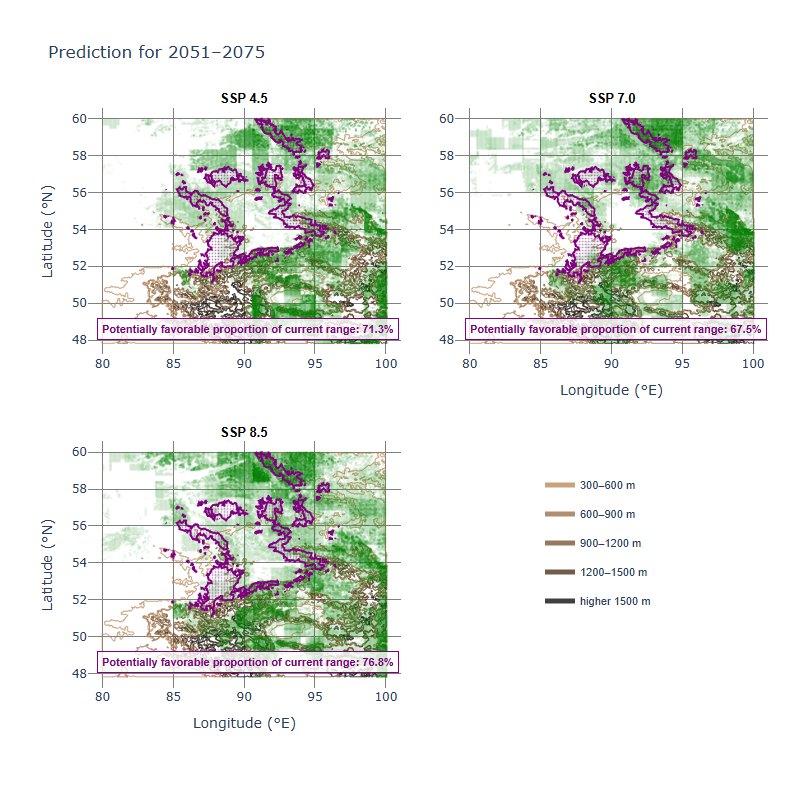 Prediction for 2051–2075
SSP 4.5
SSP 7.0
60
58
56
54
52
50
48
Latitude (°N)
Potentially favorable proportion of current range: 71.3%
80
85
90
95
100
60
58
56
54
52
50
48
Potentially favorable proportion of current range: 67.5%
80
85
90
95
100
Longitude (°E)
SSP 8.5
60
58
56
54
52
50
48
Latitude (°N)
Potentially favorable proportion of current range: 76.8%
80
85
90
95
100
Longitude (°E)
300–600 m
600–900 m
900–1200 m
1200–1500 m
higher 1500 m